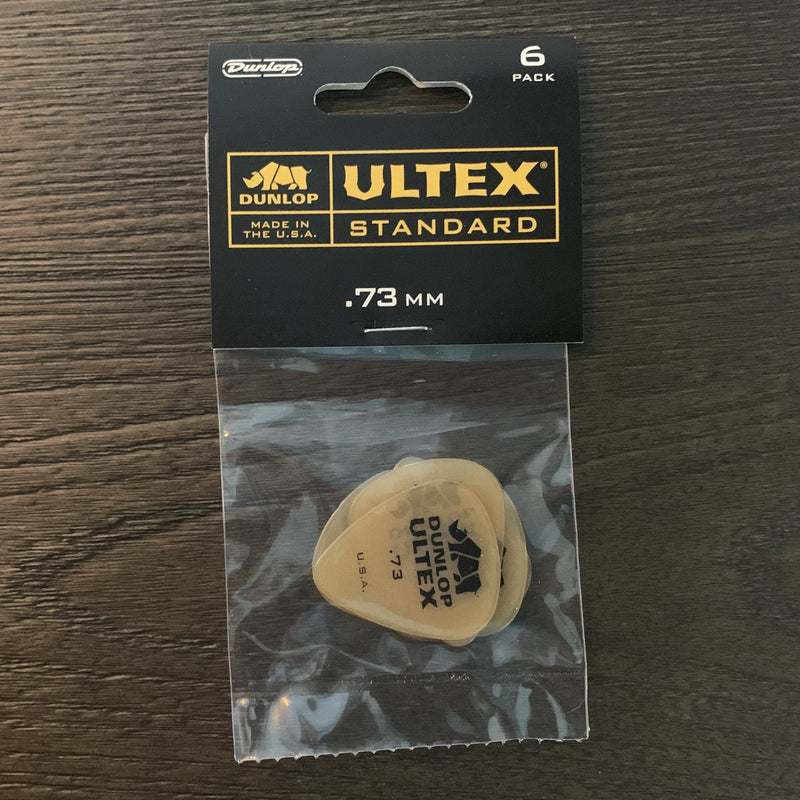 Dunlop
6
PACK
DUNLOP
MADE IN
THE U.S.A.
ULTEX®
STANDARD
.73 MM
DUNLOP
ULTEX
.73
U.S.A.